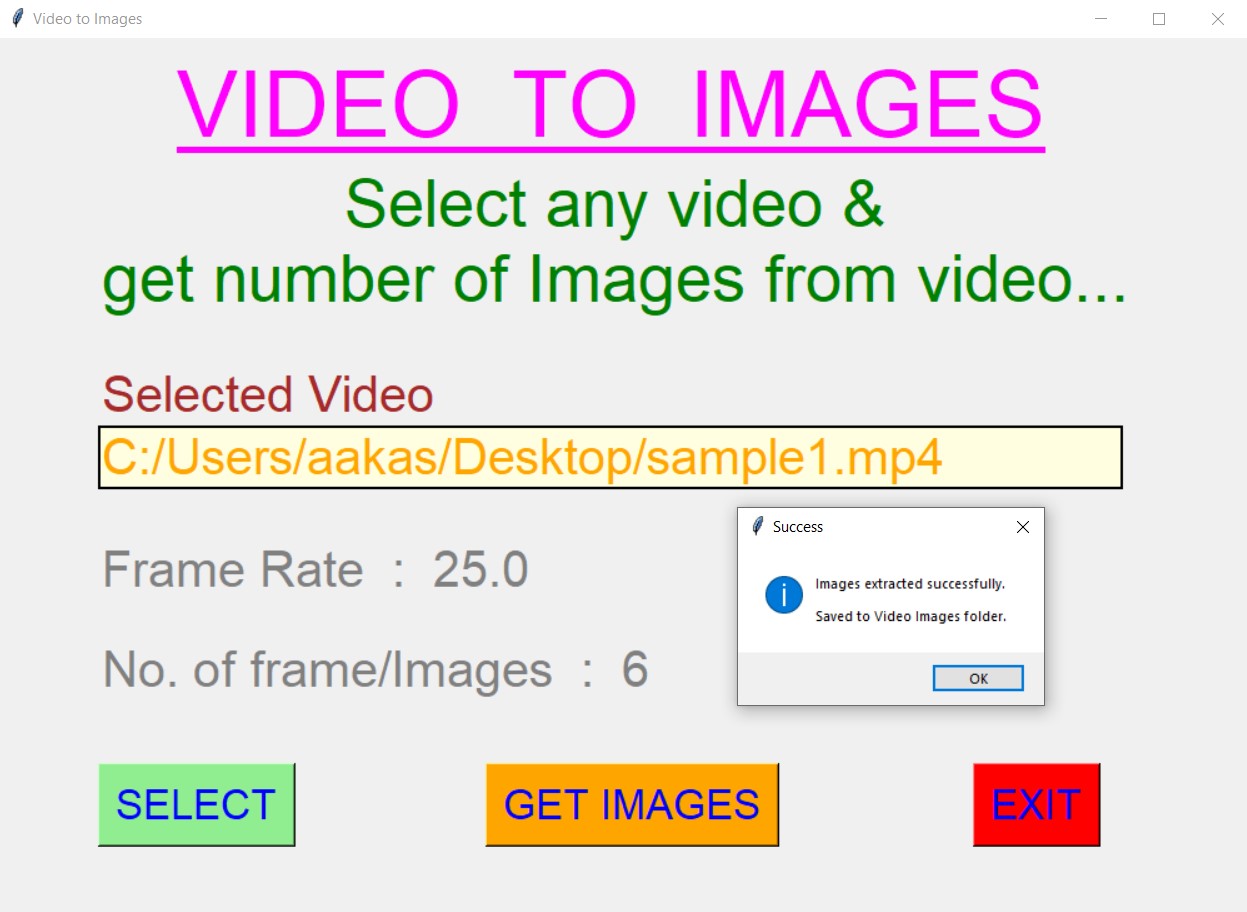 Video to Images
VIDEO TO IMAGES
Select any video &
get number of Images from video...
Selected Video
C:/Users/aakas/Desktop/sample1.mp4
Frame Rate : 25.0
No. of frame/Images : 6
Success
Images extracted successfully.
Saved to Video Images folder.
OK
SELECT
GET IMAGES
EXIT